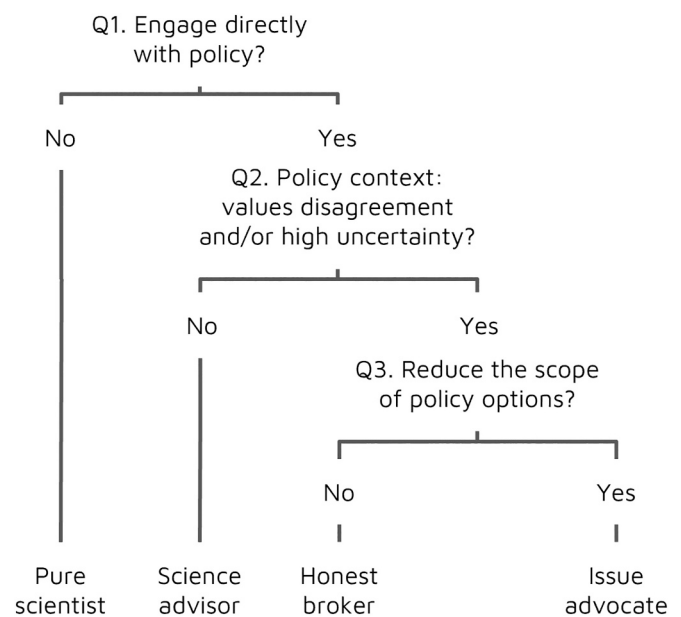 Q1. Engage directly
with policy?
No
Yes
Q2. Policy context:
values disagreement
and/or high uncertainty?
No
Yes
Q3. Reduce the scope
of policy options?
No
Yes
Pure
scientist
Science
advisor
Honest
broker
Issue
advocate